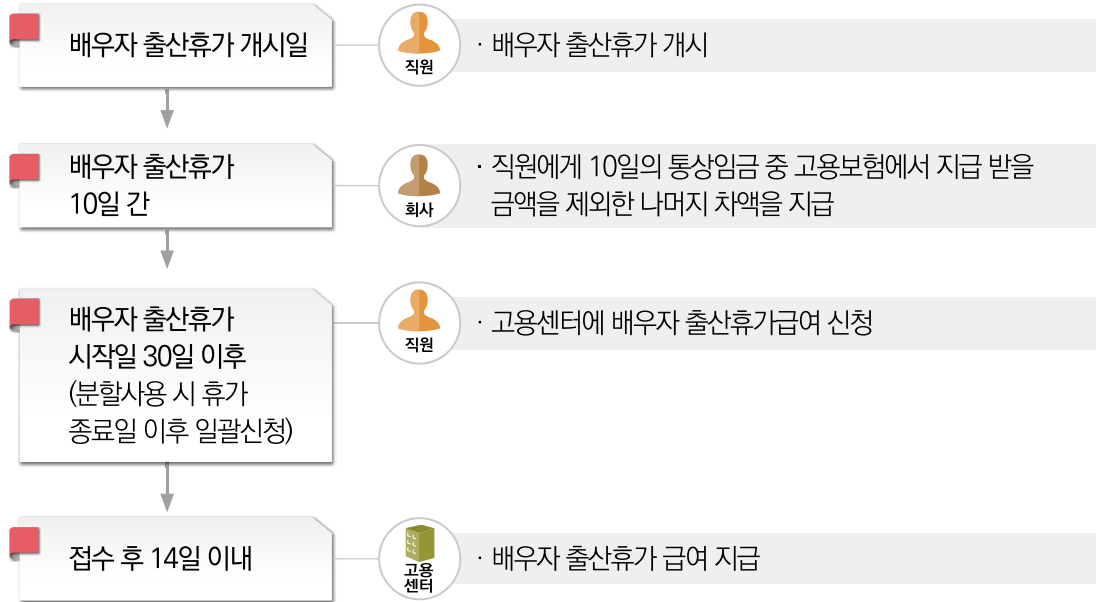 배우자 출산휴가 개시일
직원
· 배우자 출산휴가 개시
배우자 출산휴가
10일 간
회사
· 직원에게 10일의 통상임금 중 고용보험에서 지급 받을
금액을 제외한 나머지 차액을 지급
배우자 출산휴가
시작일 30일 이후
(분할사용 시 휴가
종료일 이후 일괄신청)
직원
· 고용센터에 배우자 출산휴가급여 신청
접수 후 14일 이내
고용
센터
· 배우자 출산휴가 급여 지급